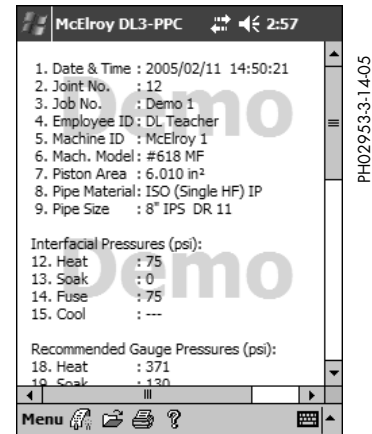 McElroy DL3-PPC 2:57
1. Date & Time : 2005/02/11 14:50:21
2. Joint No. : 12
3. Job No. : Demo 1
4. Employee ID : DL Teacher
5. Machine ID : McElroy 1
6. Mach. Model : #618 MF
7. Piston Area : 6.010 in²
8. Pipe Material: ISO (Single HF) IP
9. Pipe Size : 8" IPS DR 11
Interfacial Pressures (psi):
12. Heat : 75
13. Soak : 0
14. Fuse : 75
15. Cool : ---
Recommended Gauge Pressures (psi):
18. Heat : 371
19. Soak : 130
Menu
Demo
Demo
PH02953-3-14-05